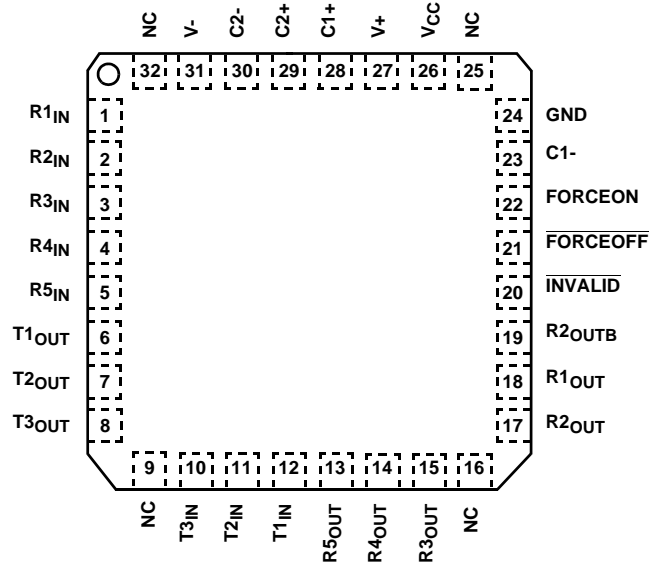 NC V- C2- C2+ C1+ V+ VCC NC
32 31 30 29 28 27 26 25
R1IN 1 24 GND
R2IN 2 23 C1-
R3IN 3 22 FORCEON
R4IN 4 21 FORCEOFF
R5IN 5 20 INVALID
T1OUT 6 19 R2OUTB
T2OUT 7 18 R1OUT
T3OUT 8 17 R2OUT
9 10 11 12 13 14 15 16
NC T3IN T2IN T1IN R5OUT R4OUT R3OUT NC